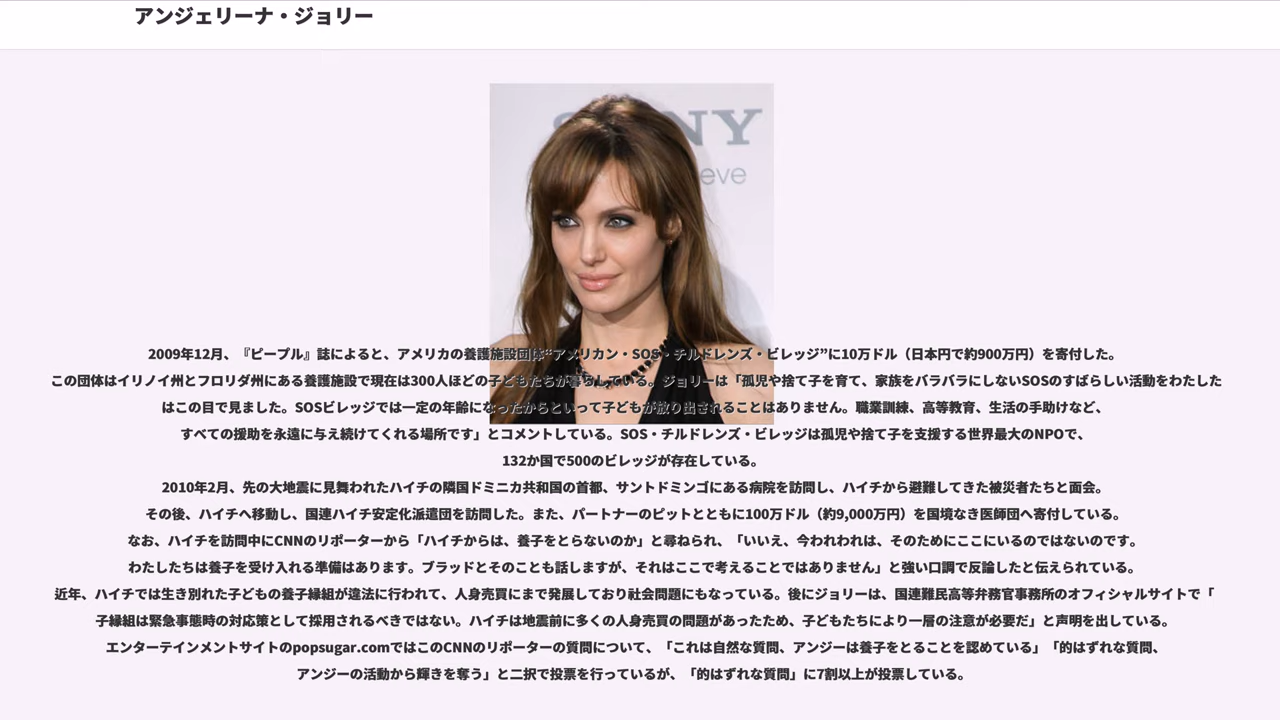 アンジェリーナ・ジョリー
NY
eve
2009年12月、『ピープル』誌によると、アメリカの養護施設団体“アメリカン・SOS・チルドレンズ・ビレッジ”に10万ドル（日本円で約900万円）を寄付した。
この団体はイリノイ州とフロリダ州にある養護施設で現在は300人ほどの子どもたちが暮らしている。ジョリーは「孤児や捨て子を育て、家族をバラバラにしないSOSのすばらしい活動をわたした
はこの目で見ました。SOSビレッジでは一定の年齢になったからといって子どもが放り出されることはありません。職業訓練、高等教育、生活の手助けなど、
すべての援助を永遠に与え続けてくれる場所です」とコメントしている。SOS・チルドレンズ・ビレッジは孤児や捨て子を支援する世界最大のNPOで、
132か国で500のビレッジが存在している。
2010年2月、先の大地震に見舞われたハイチの隣国ドミニカ共和国の首都、サントドミンゴにある病院を訪問し、ハイチから避難してきた被災者たちと面会。
その後、ハイチへ移動し、国連ハイチ安定化派遣団を訪問した。また、パートナーのピットとともに100万ドル（約9,000万円）を国境なき医師団へ寄付している。
なお、ハイチを訪問中にCNNのリポーターから「ハイチからは、養子をとらないのか」と尋ねられ、「いいえ、今われわれは、そのためにここにいるのではないのです。
わたしたちは養子を受け入れる準備はあります。ブラッドとそのことも話しますが、それはここで考えることではありません」と強い口調で反論したと伝えられている。
近年、ハイチでは生き別れた子どもの養子縁組が違法に行われて、人身売買にまで発展しており社会問題にもなっている。後にジョリーは、国連難民高等弁務官事務所のオフィシャルサイトで「
子縁組は緊急事態時の対応策として採用されるべきではない。ハイチは地震前に多くの人身売買の問題があったため、子どもたちにより一層の注意が必要だ」と声明を出している。
エンターテインメントサイトのpopsugar.comではこのCNNのリポーターの質問について、「これは自然な質問、アンジーは養子をとることを認めている」「的はずれな質問、
アンジーの活動から輝きを奪う」と二択で投票を行っているが、「的はずれな質問」に7割以上が投票している。